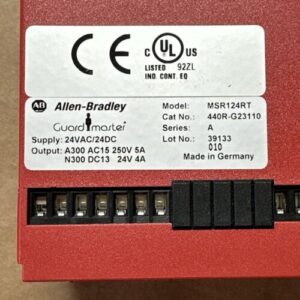 CE
C UL US
LISTED 92ZL
IND. CONT. EQ
AB Allen-Bradley
Guardmaster
Supply: 24VAC/24DC
Output: A300 AC15 250V 5A
N300 DC13 24V 4A
Model: MSR124RT
Cat No.: 440R-G23110
Series: A
Lot No.: 39133
010
Made in Germany